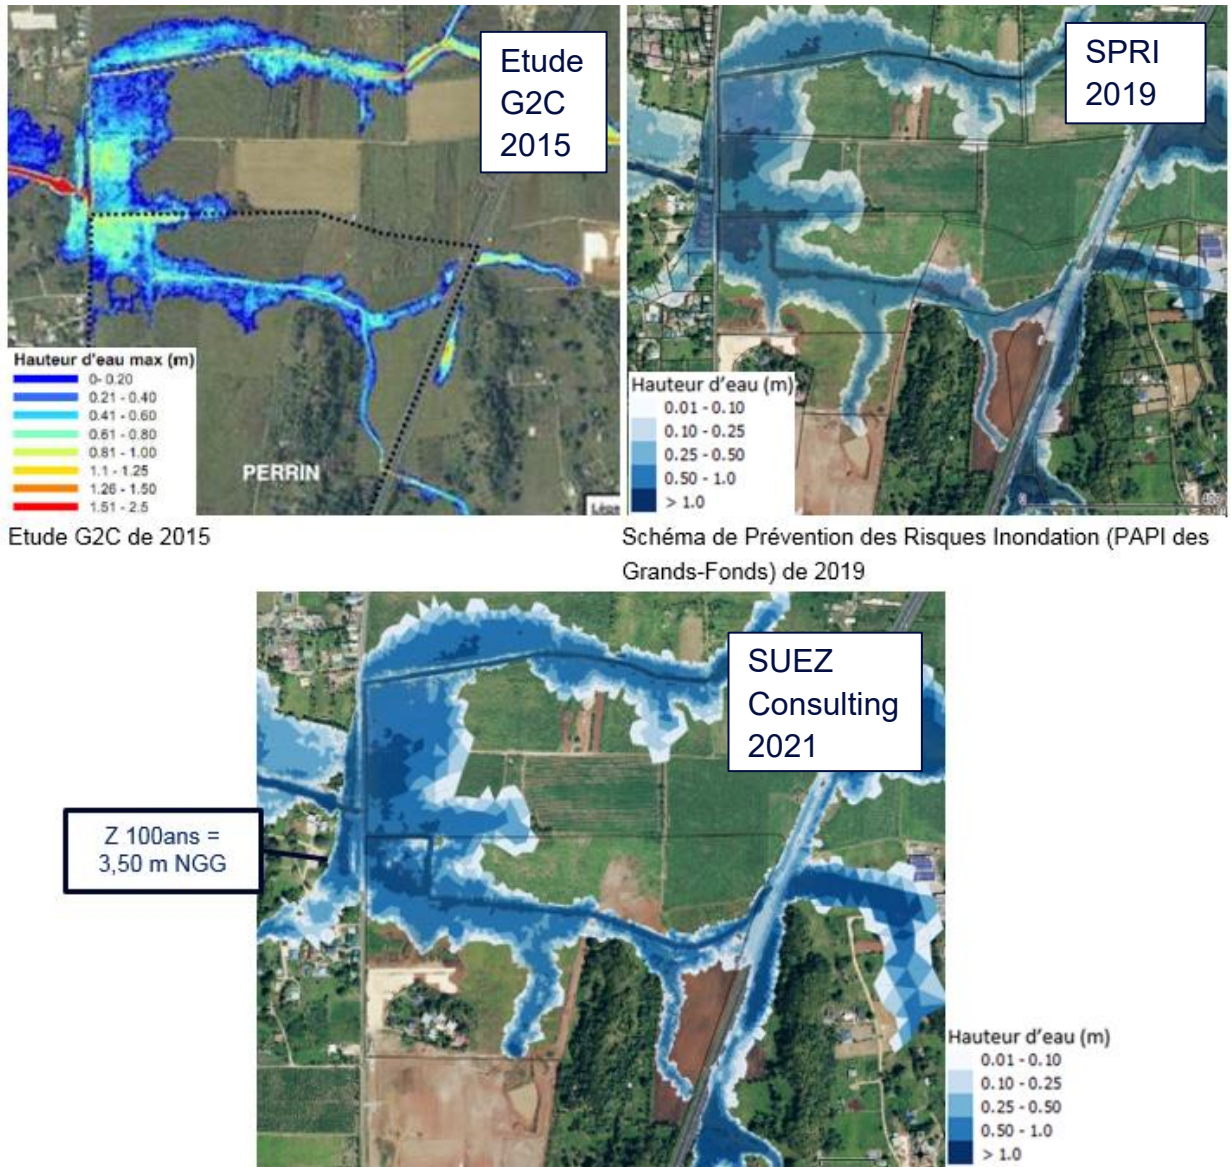 Etude
G2C
2015
Hauteur d'eau max (m)
0- 0.20
0.21 - 0.40
0.41 - 0.60
0.61 - 0.80
0.81 - 1.00
1.1 - 1.25
1.26 - 1.50
1.51 - 2.5
PERRIN
SPRI
2019
Hauteur d'eau (m)
0.01 - 0.10
0.10 - 0.25
0.25 - 0.50
0.50 - 1.0
> 1.0
0
Etude G2C de 2015
Schéma de Prévention des Risques Inondation (PAPI des
Grands-Fonds) de 2019
SUEZ
Consulting
2021
Z 100ans =
3,50 m NGG
Hauteur d'eau (m)
0.01 - 0.10
0.10 - 0.25
0.25 - 0.50
0.50 - 1.0
> 1.0